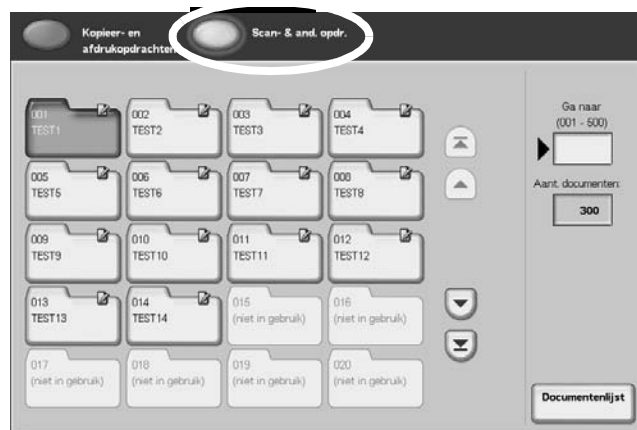 Kopieer- en
afdrukopdrachten
Scan- & and. opdr.
001
TEST1
002
TEST2
003
TEST3
004
TEST4
005
TEST5
006
TEST6
007
TEST7
008
TEST8
009
TEST9
010
TEST10
011
TEST11
012
TEST12
013
TEST13
014
TEST14
015
(niet in gebruik)
016
(niet in gebruik)
017
(niet in gebruik)
018
(niet in gebruik)
019
(niet in gebruik)
020
(niet in gebruik)
Ga naar
(001 - 500)
Aant. documenten:
300
Documentenlijst